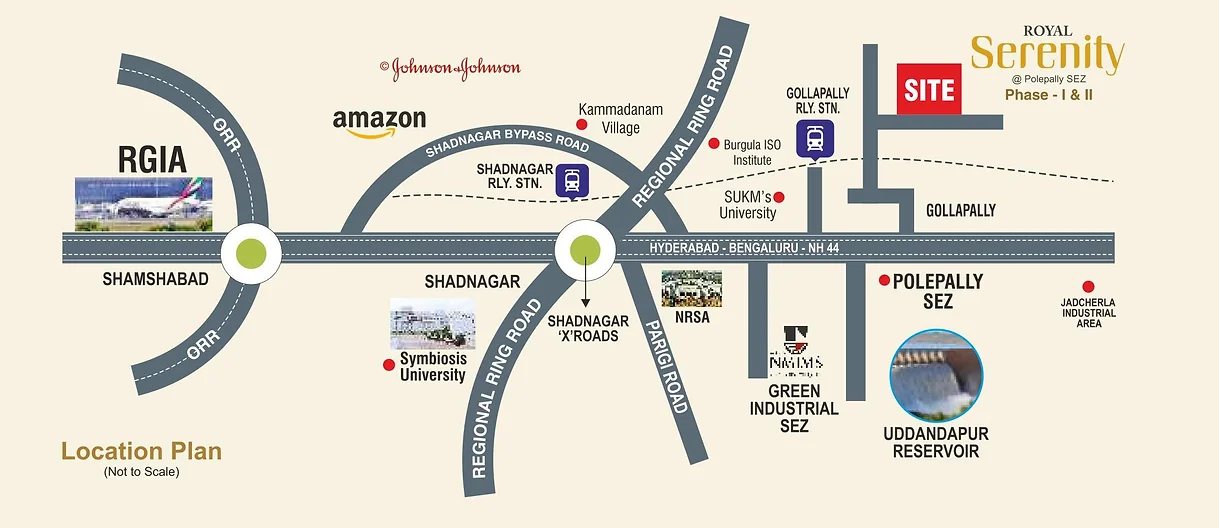 ROYAL
Serenity
@ Polepally SEZ
Phase - I & II
SITE
© Johnson & Johnson
amazon
Kammadanam
Village
SHADNAGAR BYPASS ROAD
REGIONAL RING ROAD
GOLLAPALLY
RLY. STN.
Burgula ISO
Institute
ORR
RGIA
SHADNAGAR
RLY. STN.
SUKM's
University
GOLLAPALLY
HYDERABAD - BENGALURU - NH 44
SHAMSHABAD
SHADNAGAR
NRSA
POLEPALLY
SEZ
JADCHERLA
INDUSTRIAL
AREA
SHADNAGAR
'X'ROADS
REGIONAL RING ROAD
PARIGI ROAD
ORR
Symbiosis
University
NMIMS
GREEN
INDUSTRIAL
SEZ
UDDANDAPUR
RESERVOIR
Location Plan
(Not to Scale)